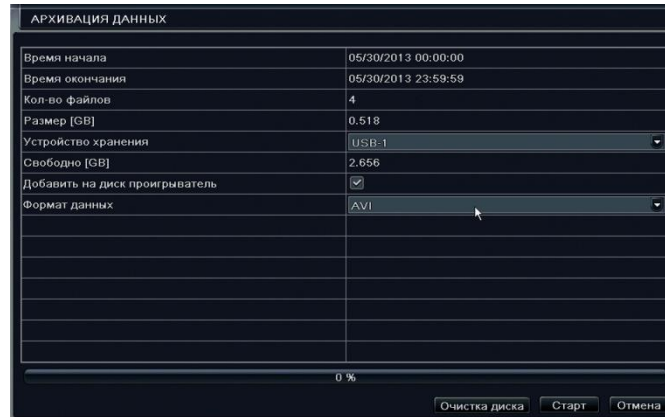 АРХИВАЦИЯ ДАННЫХ
Время начала 05/30/2013 00:00:00
Время окончания 05/30/2013 23:59:59
Кол-во файлов 4
Размер [GB] 0.518
Устройство хранения USB-1
Свободно [GB] 2.656
Добавить на диск проигрыватель
Формат данных AVI
0 %
Очистка диска Старт Отмена